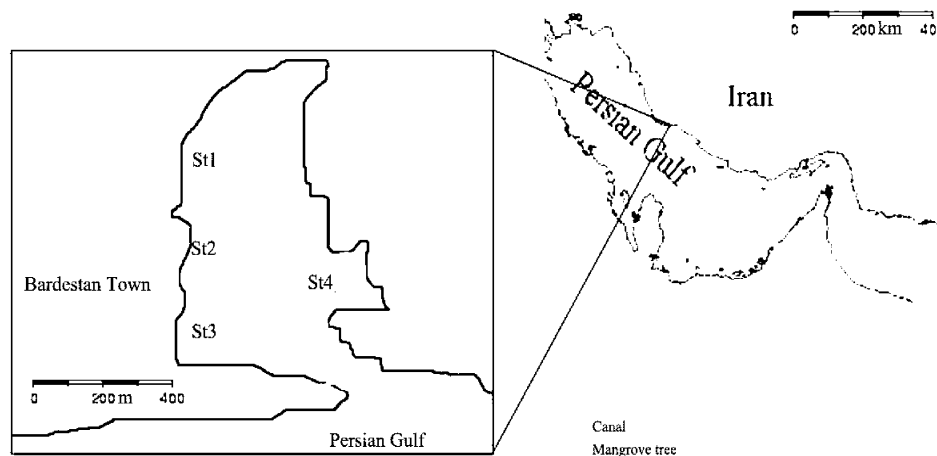 0 200 km 40
Iran
Persian Gulf
St1
St2
Bardestan Town
St4
St3
0 200 m 400
Persian Gulf
Canal
Mangrove tree